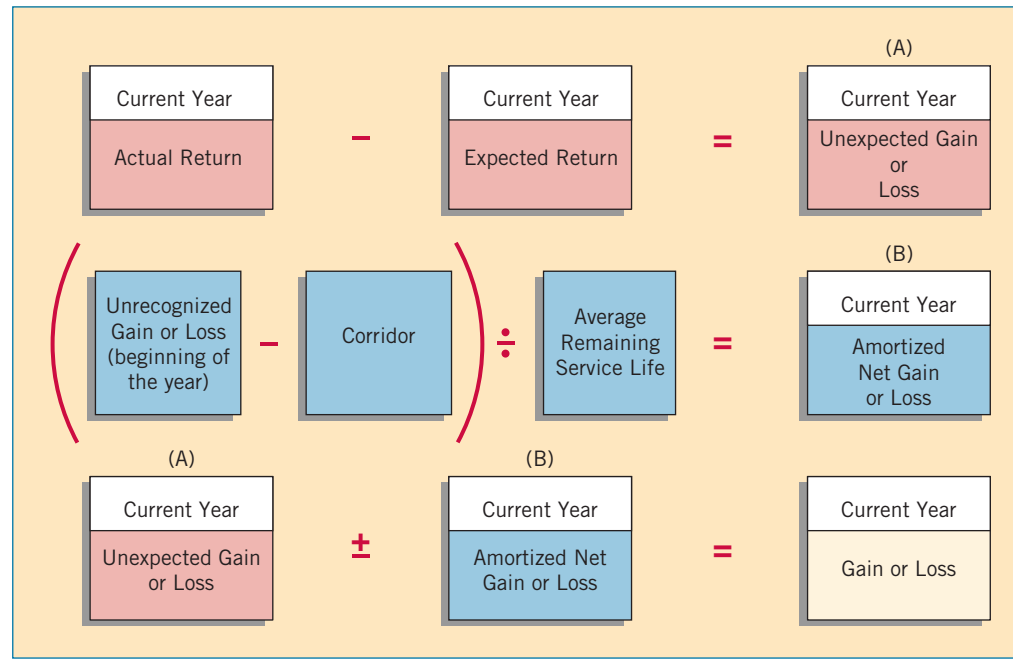 (A)
Current Year
Actual Return
–
Current Year
Expected Return
=
Current Year
Unexpected Gain
or
Loss
(
Unrecognized
Gain or Loss
(beginning of
the year)
–
Corridor
)
÷
Average
Remaining
Service Life
=
(B)
Current Year
Amortized
Net Gain
or Loss
(A)
Current Year
Unexpected Gain
or Loss
±
(B)
Current Year
Amortized Net
Gain or Loss
=
Current Year
Gain or Loss